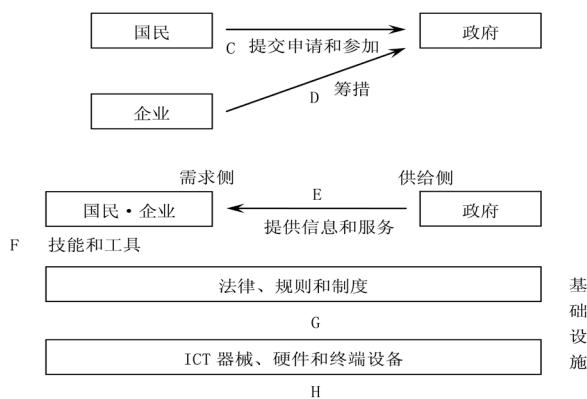 国民
政府
C 提交申请和参加
D 筹措
企业
需求侧
供给侧
国民·企业
E
政府
提供信息和服务
F 技能和工具
法律、规则和制度
G
ICT 器械、硬件和终端设备
H
基
础
设
施